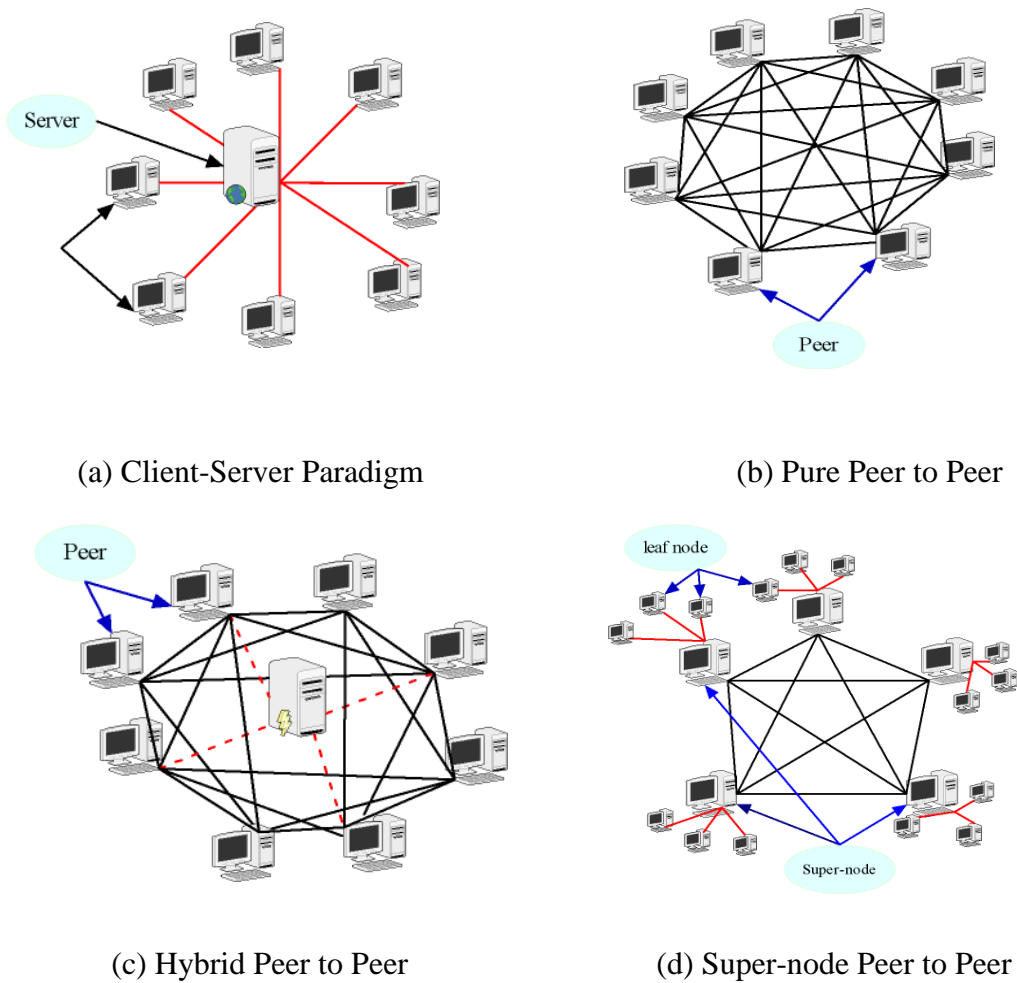 Server
Peer
(a) Client-Server Paradigm
(b) Pure Peer to Peer
Peer
leaf node
Super-node
(c) Hybrid Peer to Peer
(d) Super-node Peer to Peer